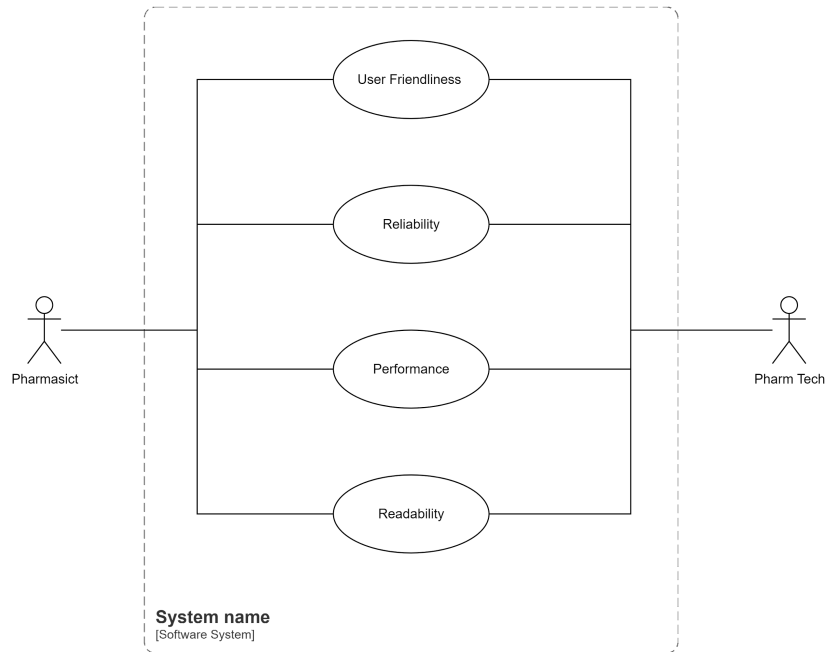 User Friendliness
Reliability
Performance
Pharmasict
Pharm Tech
Readability
System name
[Software System]